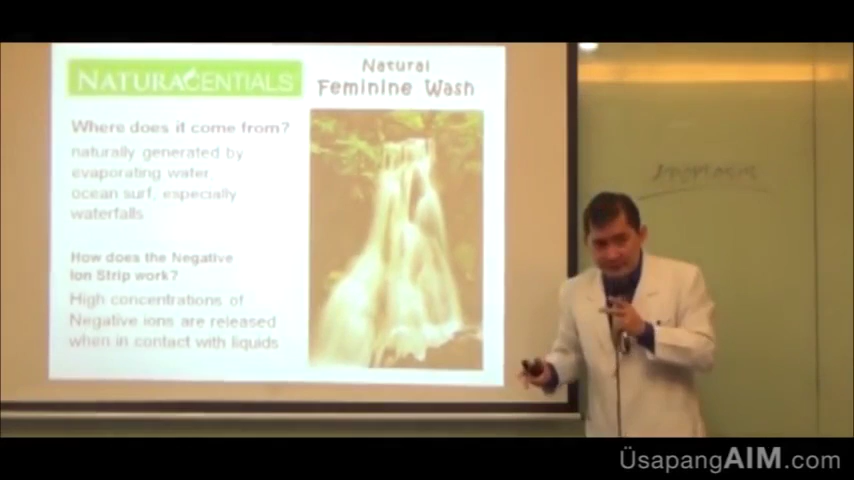 NATURACENTIALS
Natural
Feminine Wash
Where does it come from?
naturally generated by
evaporating water,
ocean surf, especially
waterfalls
How does the Negative
Ion Strip work?
High concentrations of
Negative ions are released
when in contact with liquids
ÜsapangAIM.com